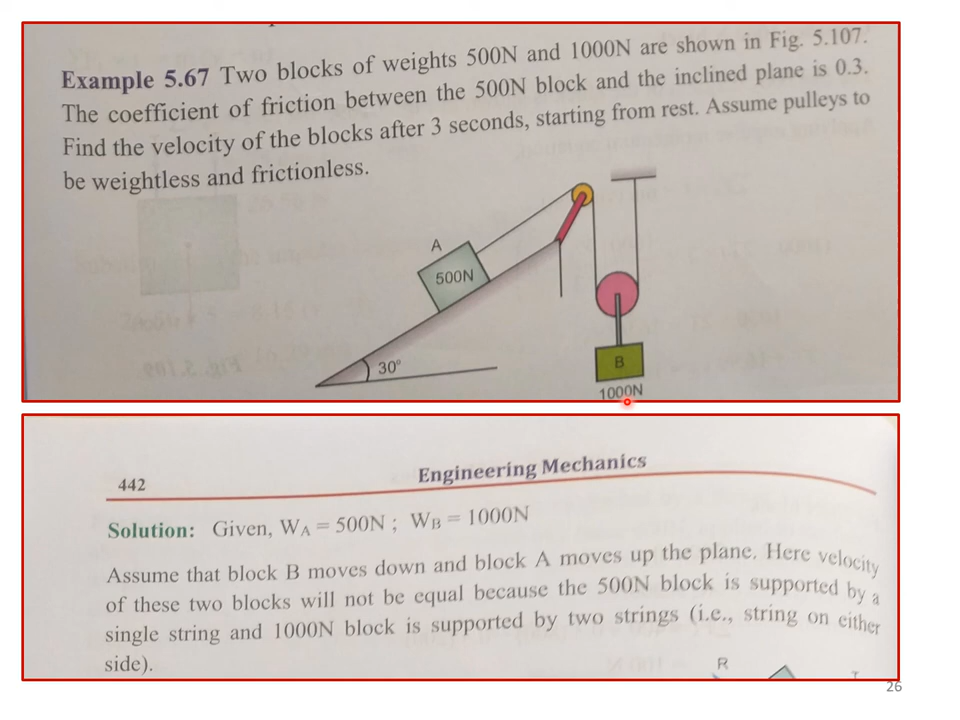 Example 5.67 Two blocks of weights 500N and 1000N are shown in Fig. 5.107.
The coefficient of friction between the 500N block and the inclined plane is 0.3.
Find the velocity of the blocks after 3 seconds, starting from rest. Assume pulleys to
be weightless and frictionless.
A
500N
30°
B
1000N
442
Engineering Mechanics
Solution: Given, WA = 500N ; WB = 1000N
Assume that block B moves down and block A moves up the plane. Here velocity
of these two blocks will not be equal because the 500N block is supported by a
single string and 1000N block is supported by two strings (i.e., string on either
side).
R
26